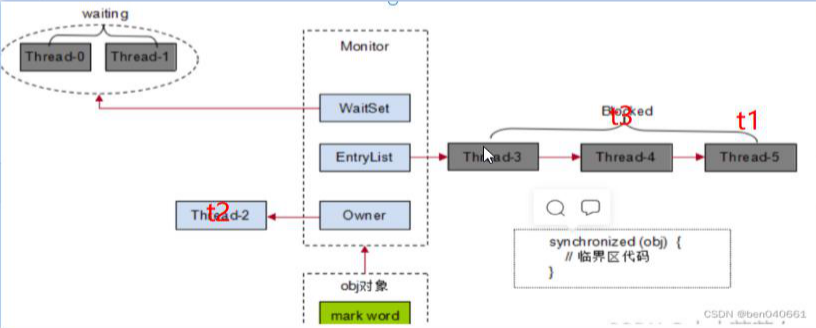 waiting
Thread-0
Thread-1
Monitor
WaitSet
Blocked
t3
t1
EntryList
Thread-3
Thread-4
Thread-5
Thread-2
t2
Owner
synchronized (obj) {
// 临界区代码
}
obj对象
mark word
CSDN @ben040661